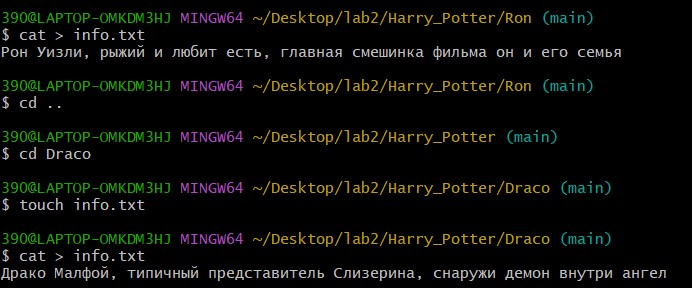 390@LAPTOP-OMKDM3HJ MINGW64 ~/Desktop/lab2/Harry_Potter/Ron (main)
$ cat > info.txt
Рон Уизли, рыжий и любит есть, главная смешинка фильма он и его семья
390@LAPTOP-OMKDM3HJ MINGW64 ~/Desktop/lab2/Harry_Potter/Ron (main)
$ cd ..
390@LAPTOP-OMKDM3HJ MINGW64 ~/Desktop/lab2/Harry_Potter (main)
$ cd Draco
390@LAPTOP-OMKDM3HJ MINGW64 ~/Desktop/lab2/Harry_Potter/Draco (main)
$ touch info.txt
390@LAPTOP-OMKDM3HJ MINGW64 ~/Desktop/lab2/Harry_Potter/Draco (main)
$ cat > info.txt
Драко Малфой, типичный представитель Слизерина, снаружи демон внутри ангел